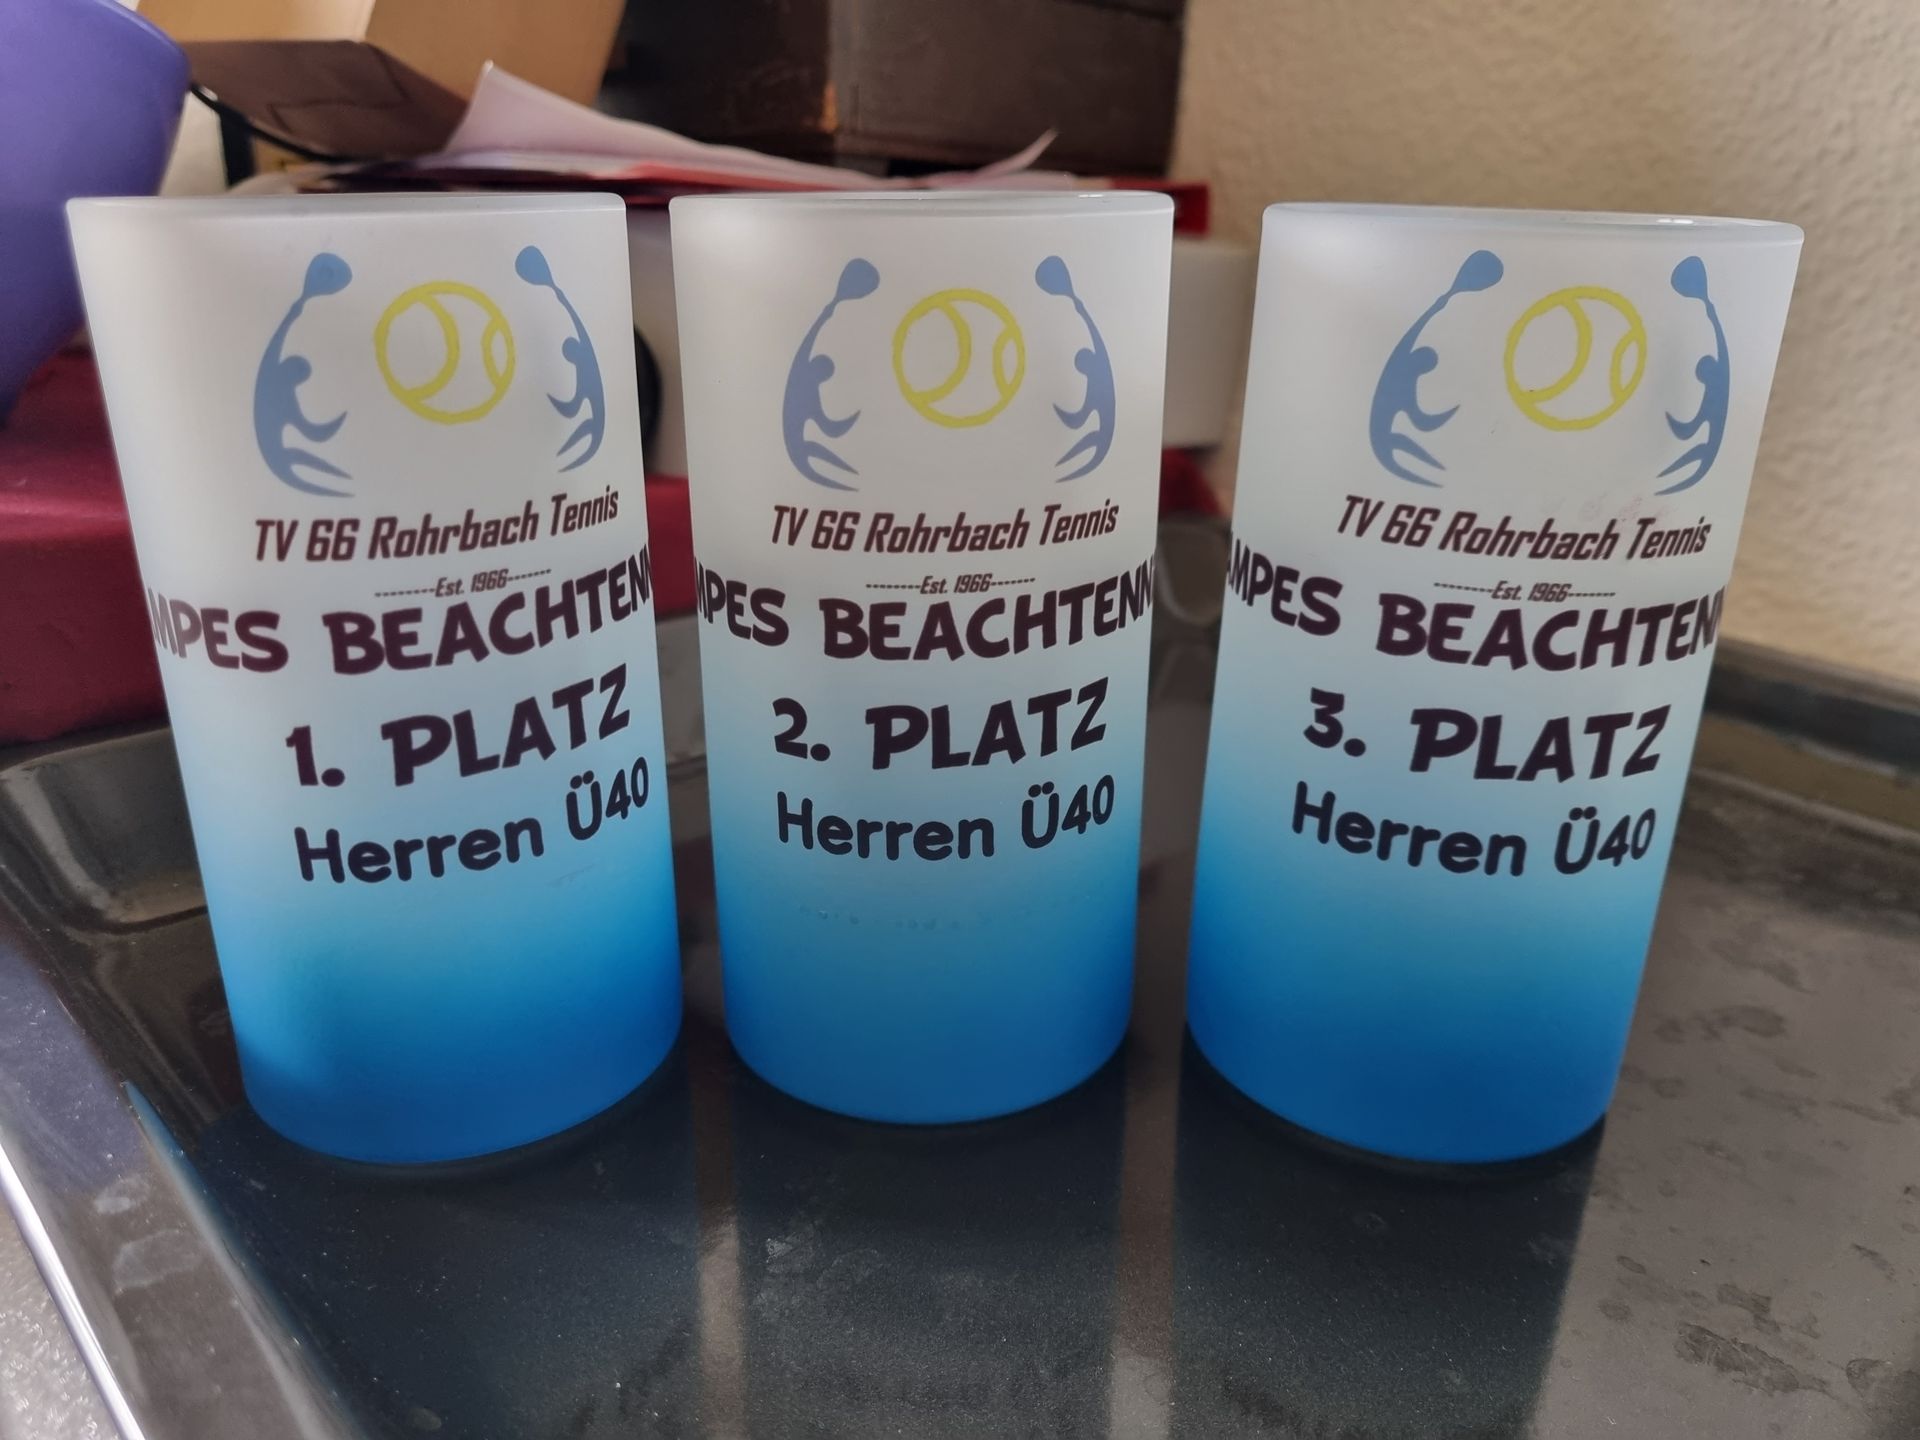 TV 66 Rohrbach Tennis
--------Est. 1966-------
MPES BEACHTENN
1. PLATZ
Herren Ü40
TV 66 Rohrbach Tennis
--------Est. 1966-------
MPES BEACHTENN
2. PLATZ
Herren Ü40
TV 66 Rohrbach Tennis
--------Est. 1966-------
AMPES BEACHTENN
3. PLATZ
Herren Ü40